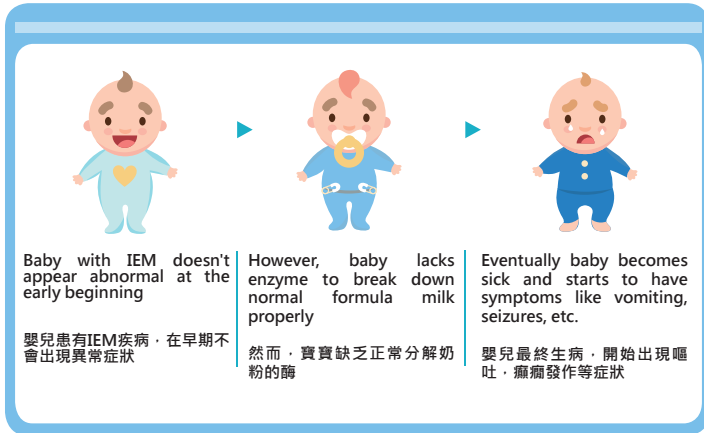 Baby with IEM doesn't
appear abnormal at the
early beginning
嬰兒患有IEM疾病，在早期不
會出現異常症狀
However, baby lacks
enzyme to break down
normal formula milk
properly
然而，寶寶缺乏正常分解奶
粉的酶
Eventually baby becomes
sick and starts to have
symptoms like vomiting,
seizures, etc.
嬰兒最終生病，開始出現嘔
吐，癲癇發作等症狀